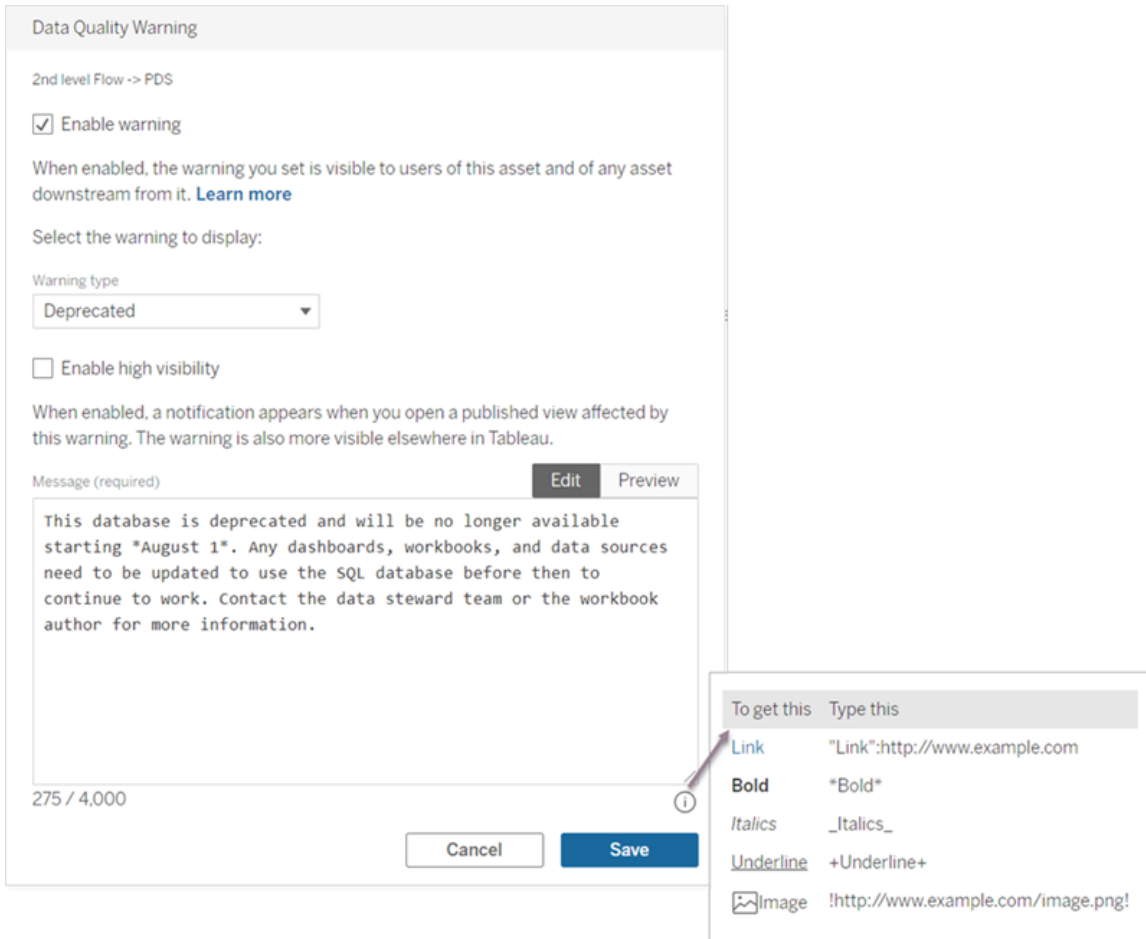 Data Quality Warning
2nd level Flow -> PDS
Enable warning
When enabled, the warning you set is visible to users of this asset and of any asset
downstream from it. Learn more
Select the warning to display:
Warning type
Deprecated
Enable high visibility
When enabled, a notification appears when you open a published view affected by
this warning. The warning is also more visible elsewhere in Tableau.
Message (required)
Edit Preview
This database is deprecated and will be no longer available
starting *August 1*. Any dashboards, workbooks, and data sources
need to be updated to use the SQL database before then to
continue to work. Contact the data steward team or the workbook
author for more information.
275 / 4,000
Cancel Save
To get this Type this
Link "Link":http://www.example.com
Bold *Bold*
Italics _Italics_
Underline +Underline+
Image !http://www.example.com/image.png!